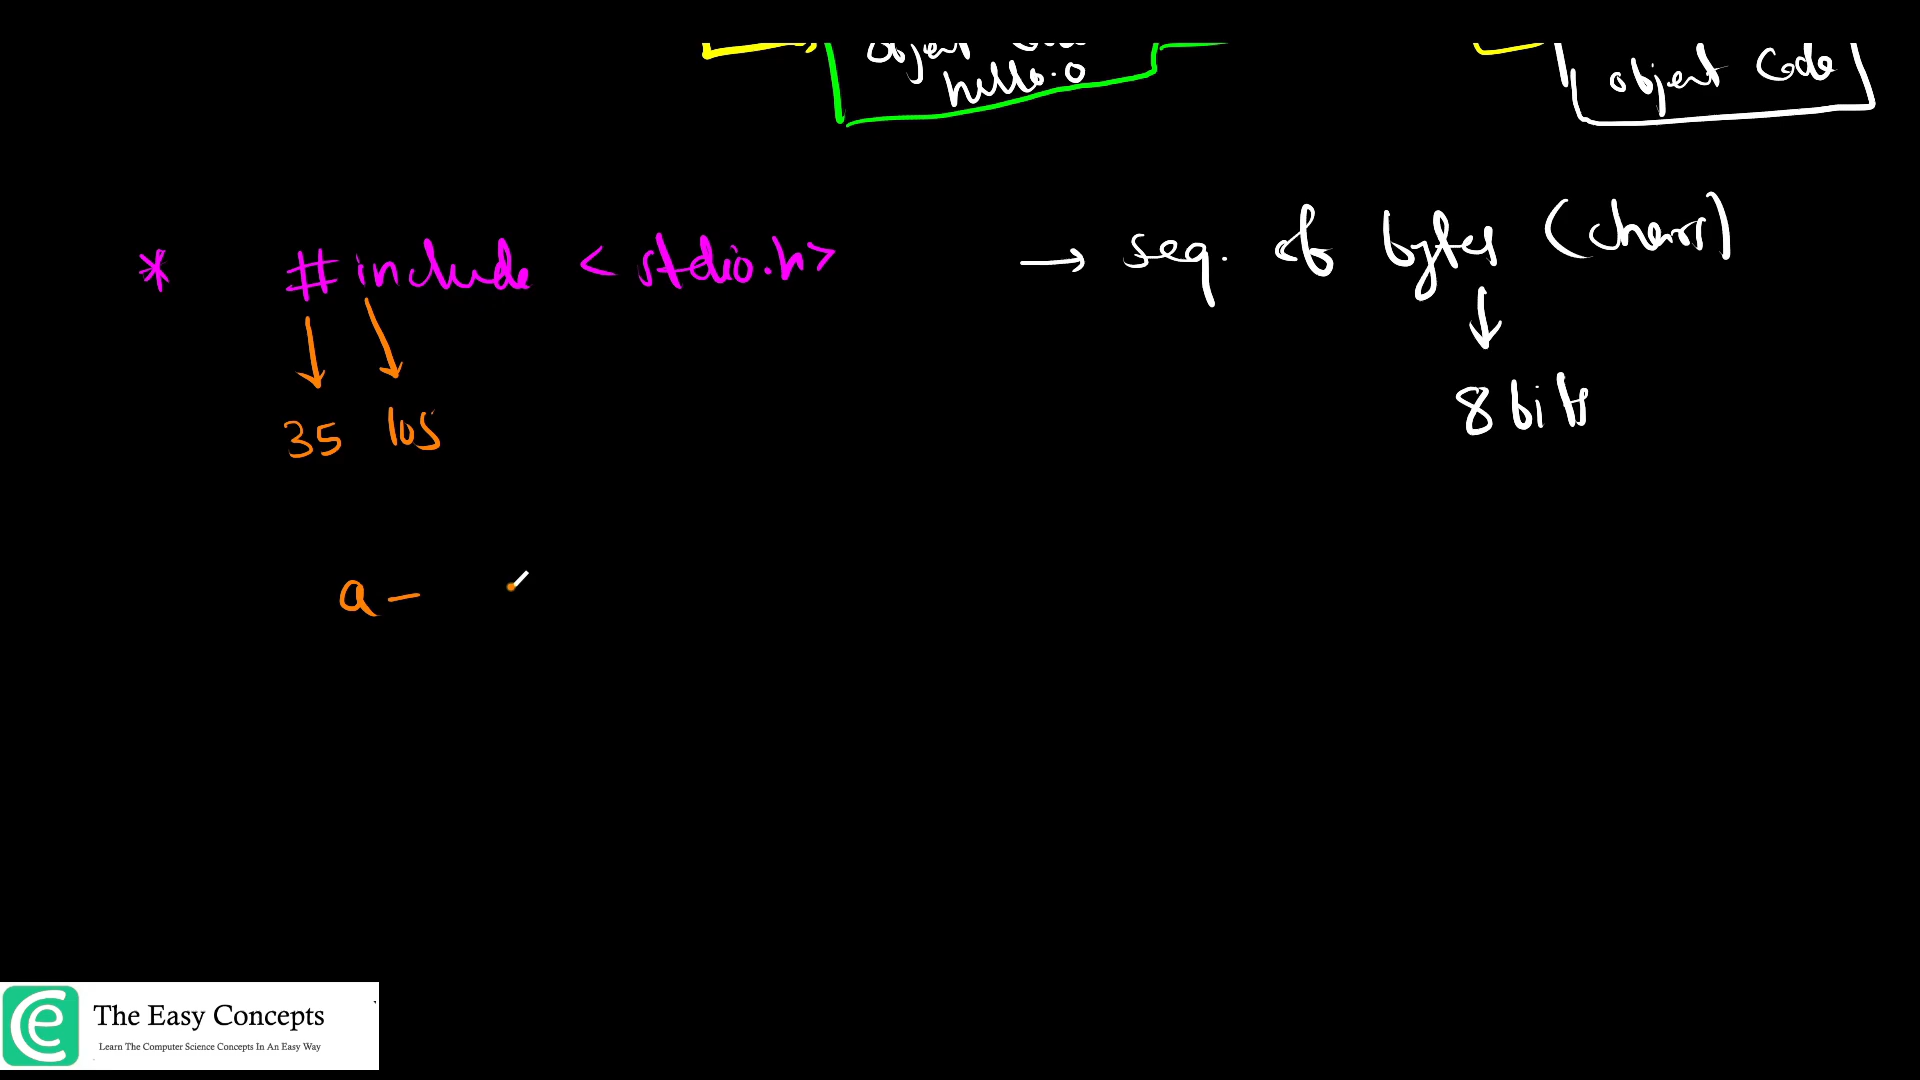 object code
hello.o
object code
* #include <stdio.h> → seq. of bytes (chars)
35 105
8 bits
a –
The Easy Concepts
Learn The Computer Science Concepts In An Easy Way